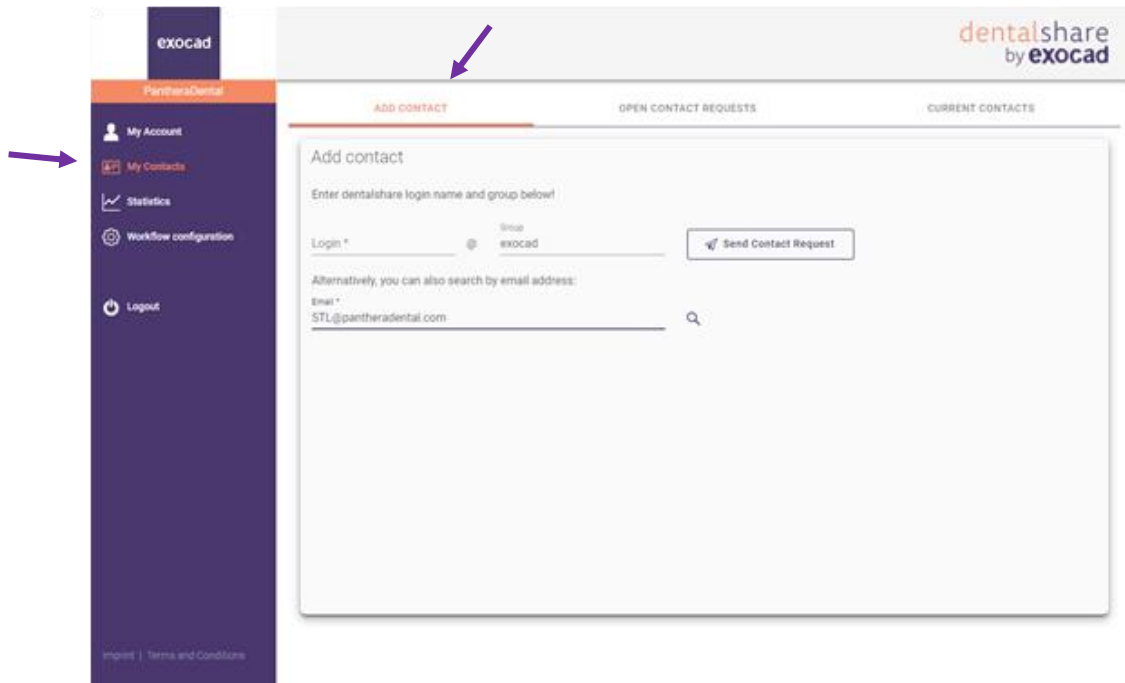 exocad
dentalshare
by exocad
PantheraDental
My Account
My Contacts
Statistics
Workflow configuration
Logout
Imprint | Terms and Conditions
ADD CONTACT
OPEN CONTACT REQUESTS
CURRENT CONTACTS
Add contact
Enter dentalshare login name and group below!
Group
Login * @ exocad
Send Contact Request
Alternatively, you can also search by email address:
Email *
STL@pantheradental.com